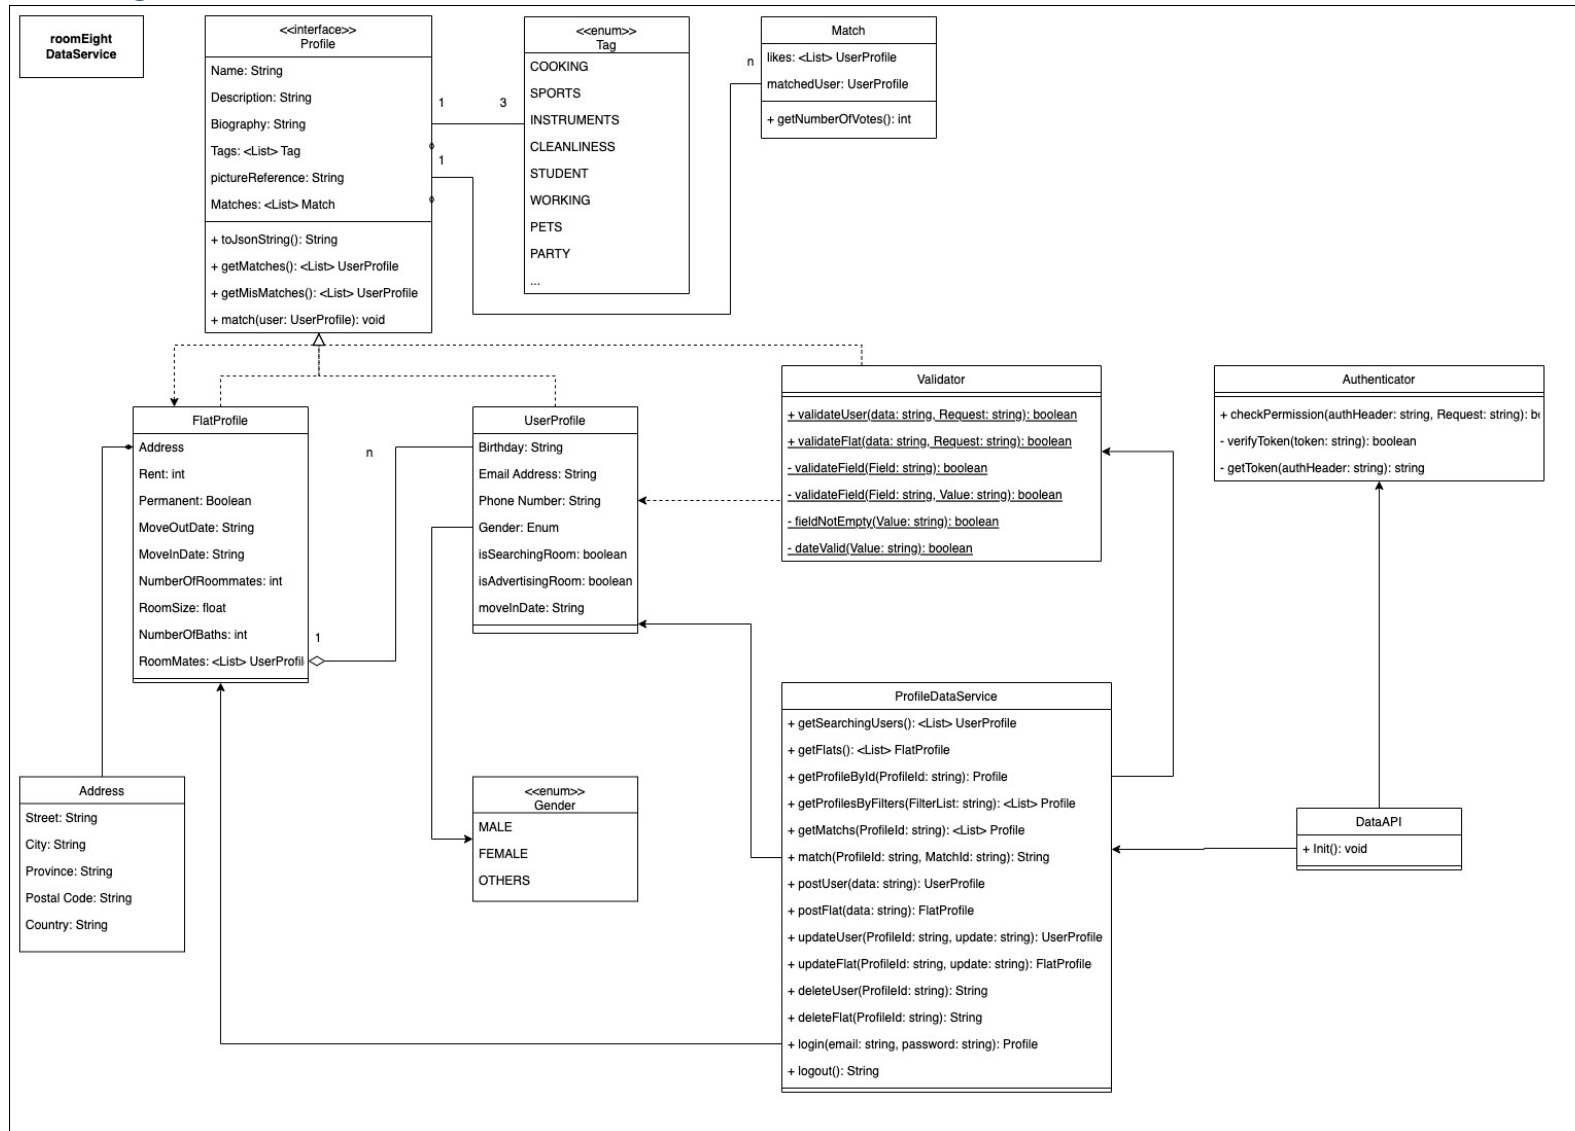 roomEight
DataService
<<interface>>
Profile
Name: String
Description: String
Biography: String
Tags: <List> Tag
pictureReference: String
Matches: <List> Match
+ toJsonString(): String
+ getMatches(): <List> UserProfile
+ getMisMatches(): <List> UserProfile
+ match(user: UserProfile): void
1
3
1
n
<<enum>>
Tag
COOKING
SPORTS
INSTRUMENTS
CLEANLINESS
STUDENT
WORKING
PETS
PARTY
...
Match
likes: <List> UserProfile
matchedUser: UserProfile
+ getNumberOfVotes(): int
FlatProfile
Address
Rent: int
Permanent: Boolean
MoveOutDate: String
MoveInDate: String
NumberOfRoommates: int
RoomSize: float
NumberOfBaths: int
RoomMates: <List> UserProfil
n
1
UserProfile
Birthday: String
Email Address: String
Phone Number: String
Gender: Enum
isSearchingRoom: boolean
isAdvertisingRoom: boolean
moveInDate: String
Validator
+ validateUser(data: string, Request: string): boolean
+ validateFlat(data: string, Request: string): boolean
- validateField(Field: string): boolean
- validateField(Field: string, Value: string): boolean
- fieldNotEmpty(Value: string): boolean
- dateValid(Value: string): boolean
Authenticator
+ checkPermission(authHeader: string, Request: string): b
- verifyToken(token: string): boolean
- getToken(authHeader: string): string
Address
Street: String
City: String
Province: String
Postal Code: String
Country: String
<<enum>>
Gender
MALE
FEMALE
OTHERS
ProfileDataService
+ getSearchingUsers(): <List> UserProfile
+ getFlats(): <List> FlatProfile
+ getProfileById(ProfileId: string): Profile
+ getProfilesByFilters(FilterList: string): <List> Profile
+ getMatchs(ProfileId: string): <List> Profile
+ match(ProfileId: string, MatchId: string): String
+ postUser(data: string): UserProfile
+ postFlat(data: string): FlatProfile
+ updateUser(ProfileId: string, update: string): UserProfile
+ updateFlat(ProfileId: string, update: string): FlatProfile
+ deleteUser(ProfileId: string): String
+ deleteFlat(ProfileId: string): String
+ login(email: string, password: string): Profile
+ logout(): String
DataAPI
+ Init(): void